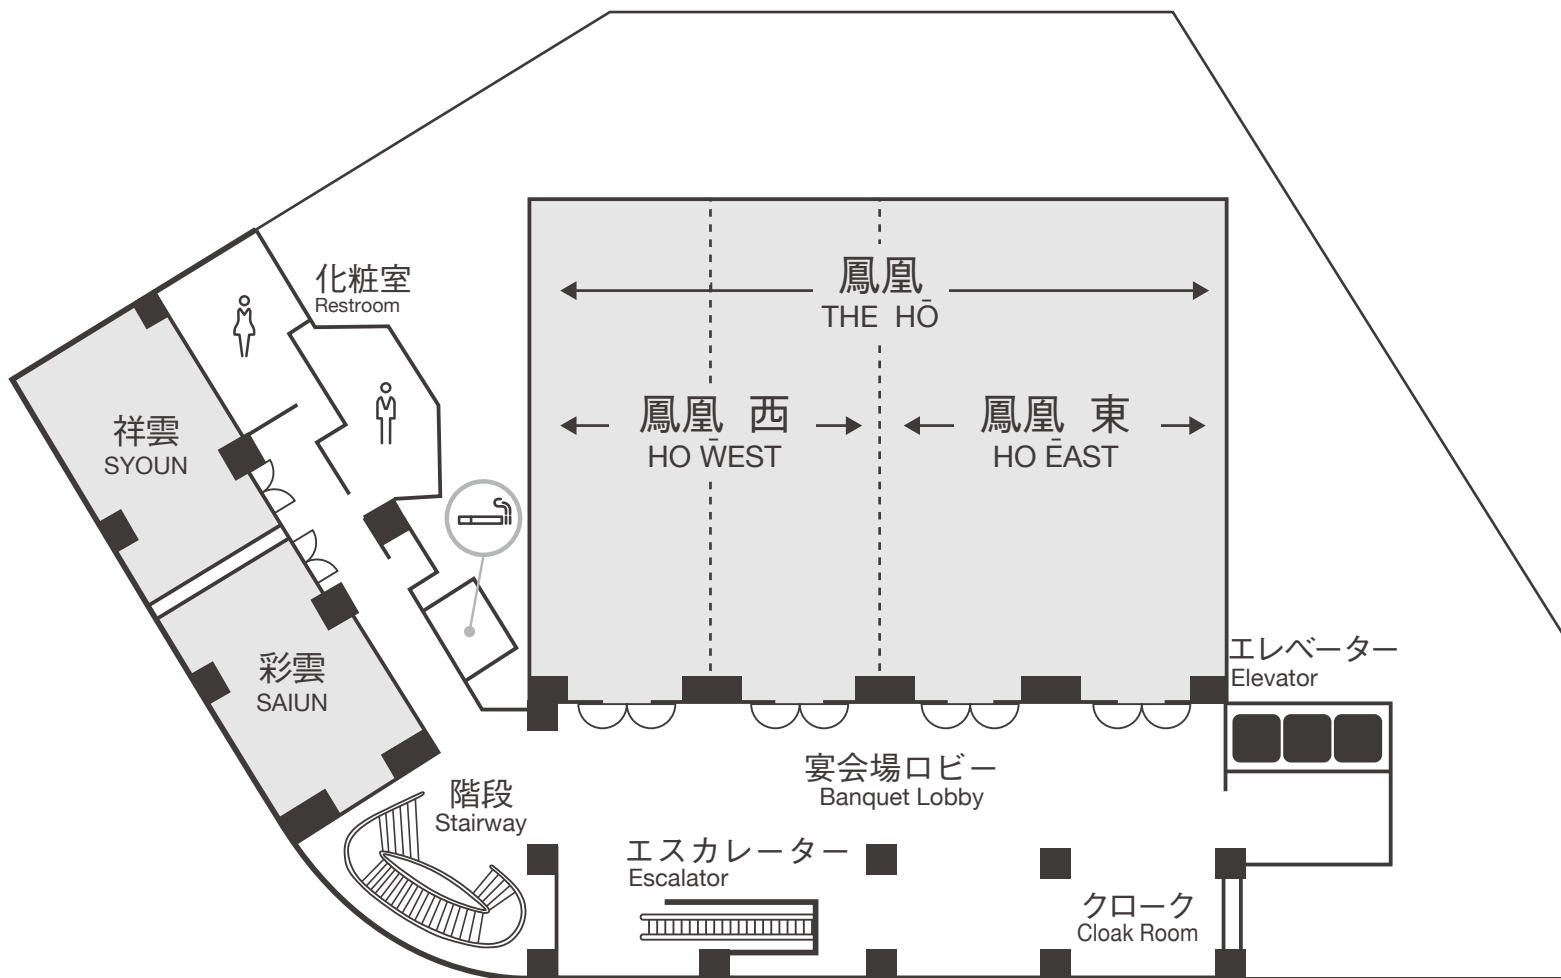 化粧室
Restroom
鳳凰
THE HŌ
鳳凰 西
HŌ WEST
鳳凰 東
HŌ EAST
祥雲
SYOUN
彩雲
SAIUN
エレベーター
Elevator
宴会場ロビー
Banquet Lobby
階段
Stairway
エスカレーター
Escalator
クローク
Cloak Room